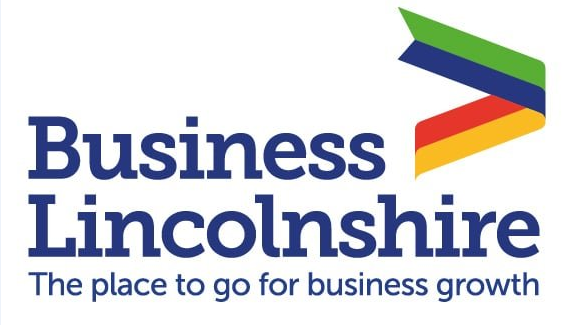 Business
Lincolnshire
The place to go for business growth